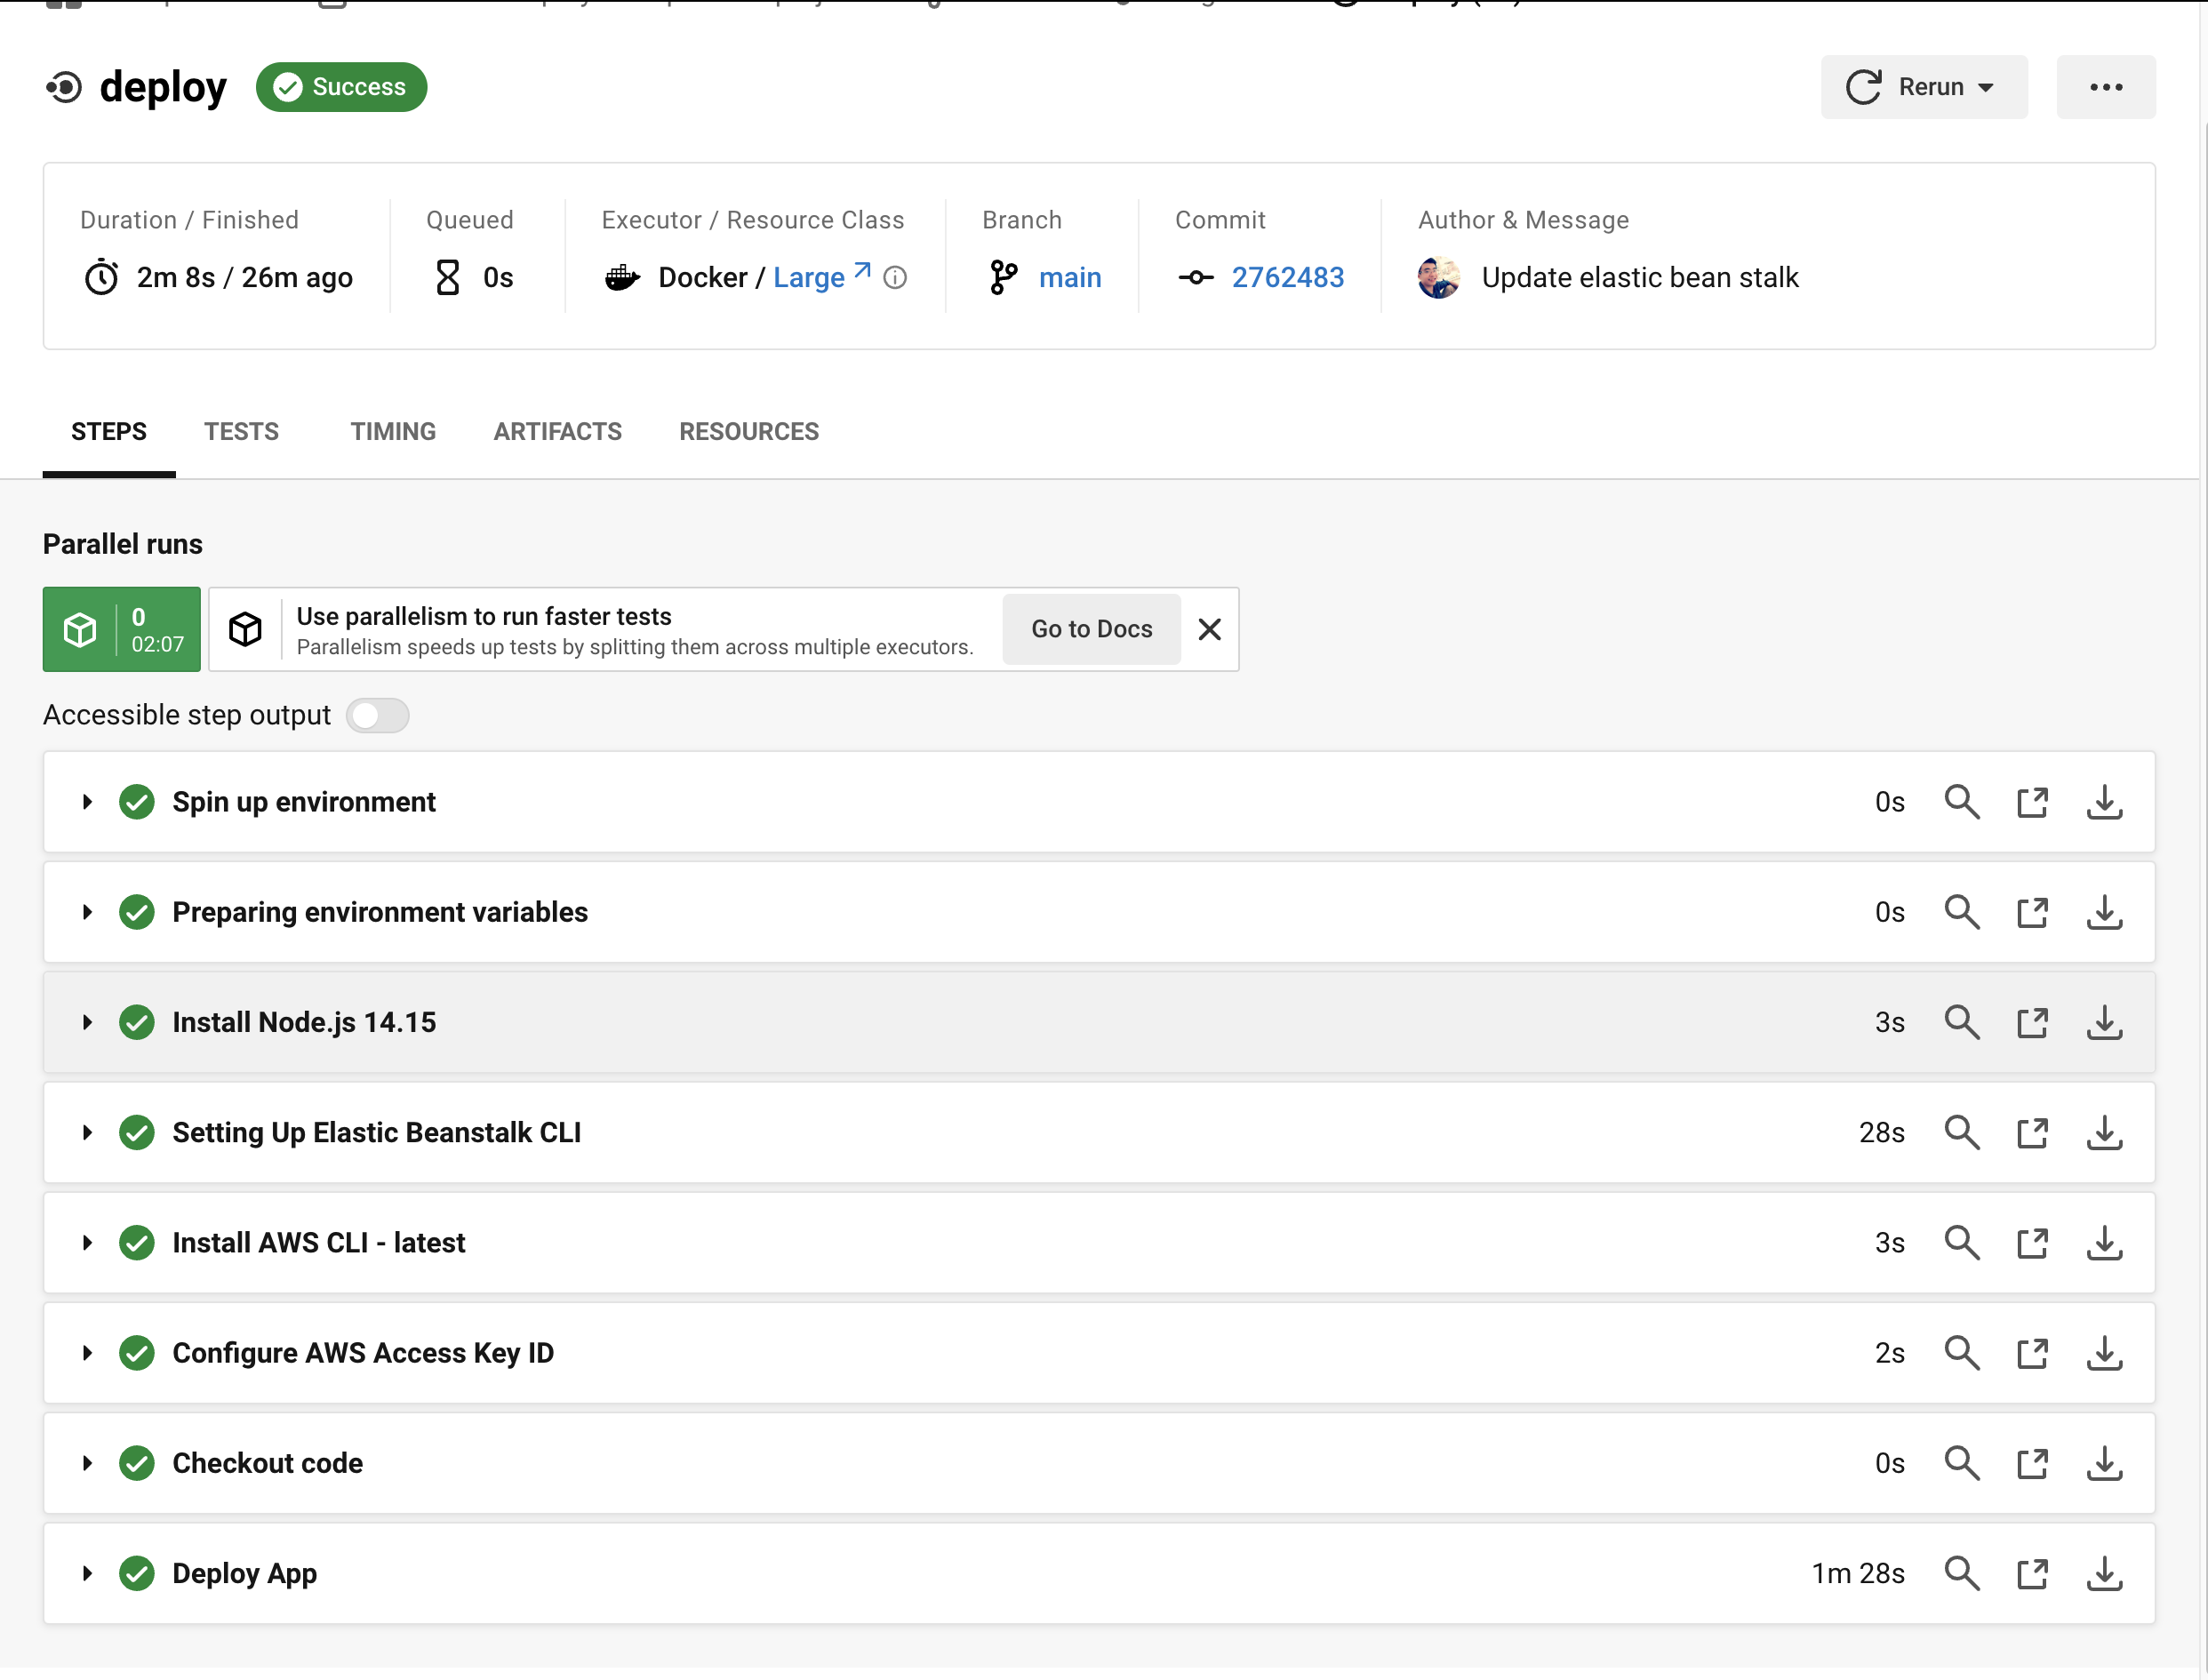 deploy
Success
Rerun
Duration / Finished
2m 8s / 26m ago
Queued
0s
Executor / Resource Class
Docker / Large
Branch
main
Commit
2762483
Author & Message
Update elastic bean stalk
STEPS
TESTS
TIMING
ARTIFACTS
RESOURCES
Parallel runs
0
02:07
Use parallelism to run faster tests
Parallelism speeds up tests by splitting them across multiple executors.
Go to Docs
Accessible step output
Spin up environment
0s
Preparing environment variables
0s
Install Node.js 14.15
3s
Setting Up Elastic Beanstalk CLI
28s
Install AWS CLI - latest
3s
Configure AWS Access Key ID
2s
Checkout code
0s
Deploy App
1m 28s